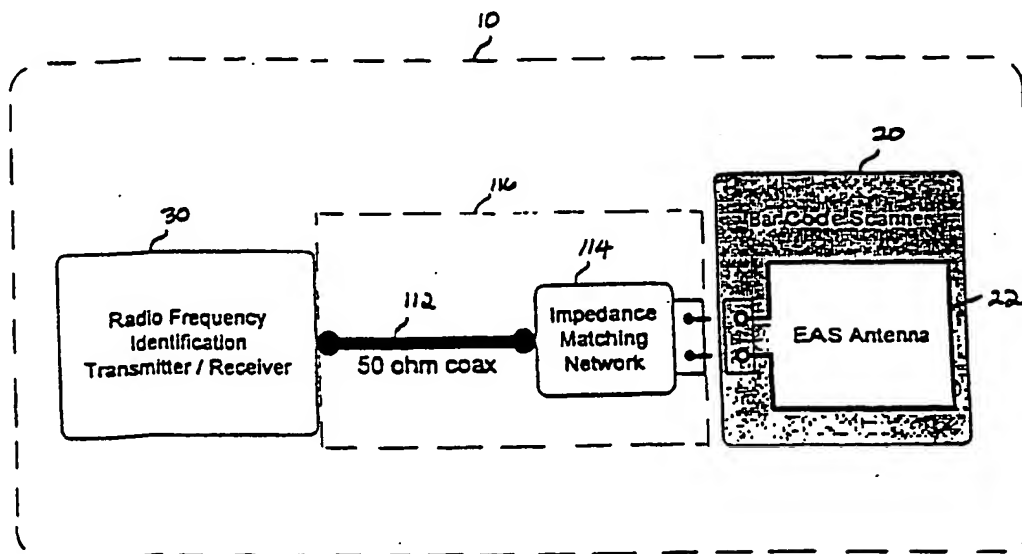 10
20
116
30
Bar Code Scanner
114
22
112
Radio Frequency
Identification
Transmitter / Receiver
Impedance
Matching
Network
EAS Antenna
50 ohm coax